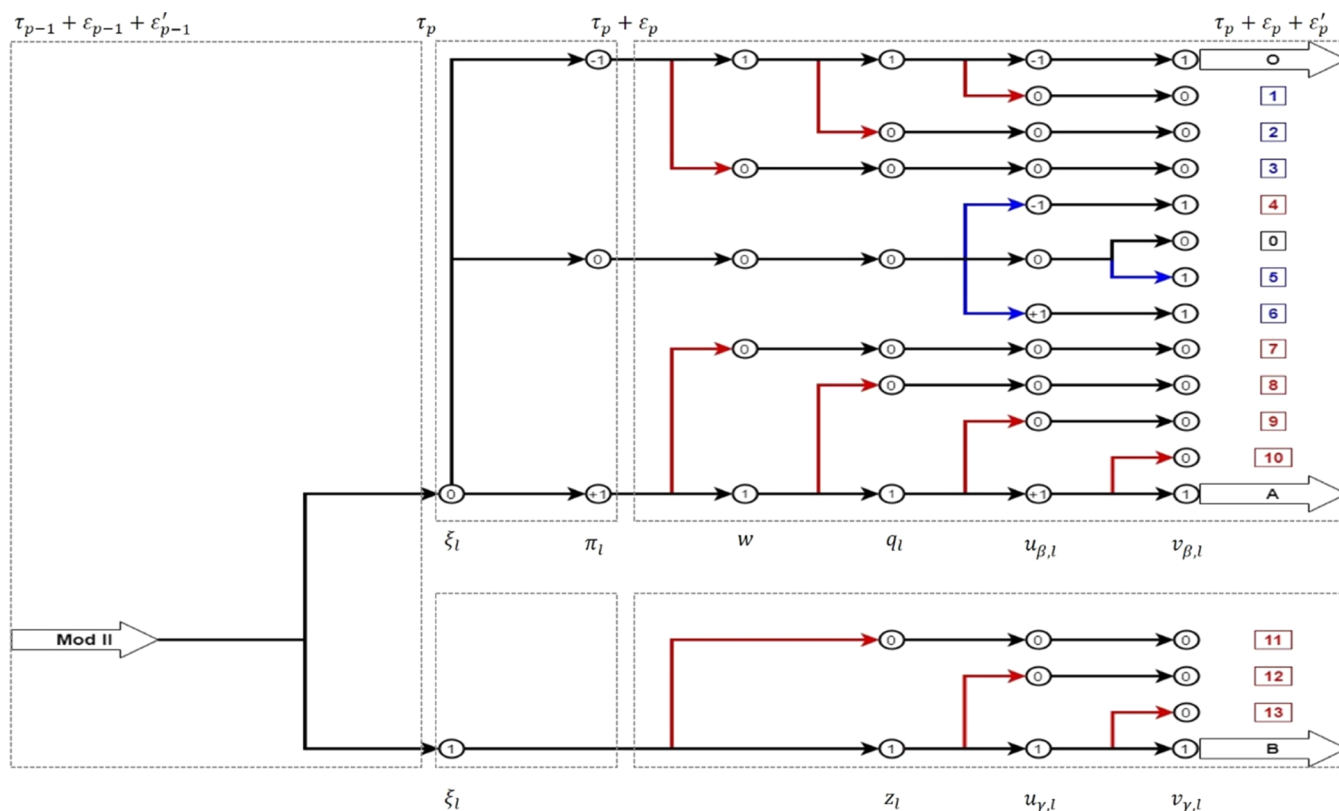 τ_{p-1} + ε_{p-1} + ε′_{p-1} τ_p τ_p + ε_p τ_p + ε_p + ε′_p
-1 1 1 -1 1 O
0 0 1
0 0 0 2
0 0 0 0 3
-1 1 4
0 0
0 0 0 0
1 5
+1 1 6
0 0 0 0 7
0 0 0 8
0 0 9
0 10
0 +1 1 1 +1 1 A
ξ_l π_l w q_l u_{β,l} v_{β,l}
Mod II 0 0 0 11
0 0 12
0 13
1 1 1 1 B
ξ_l z_l u_{γ,l} v_{γ,l}